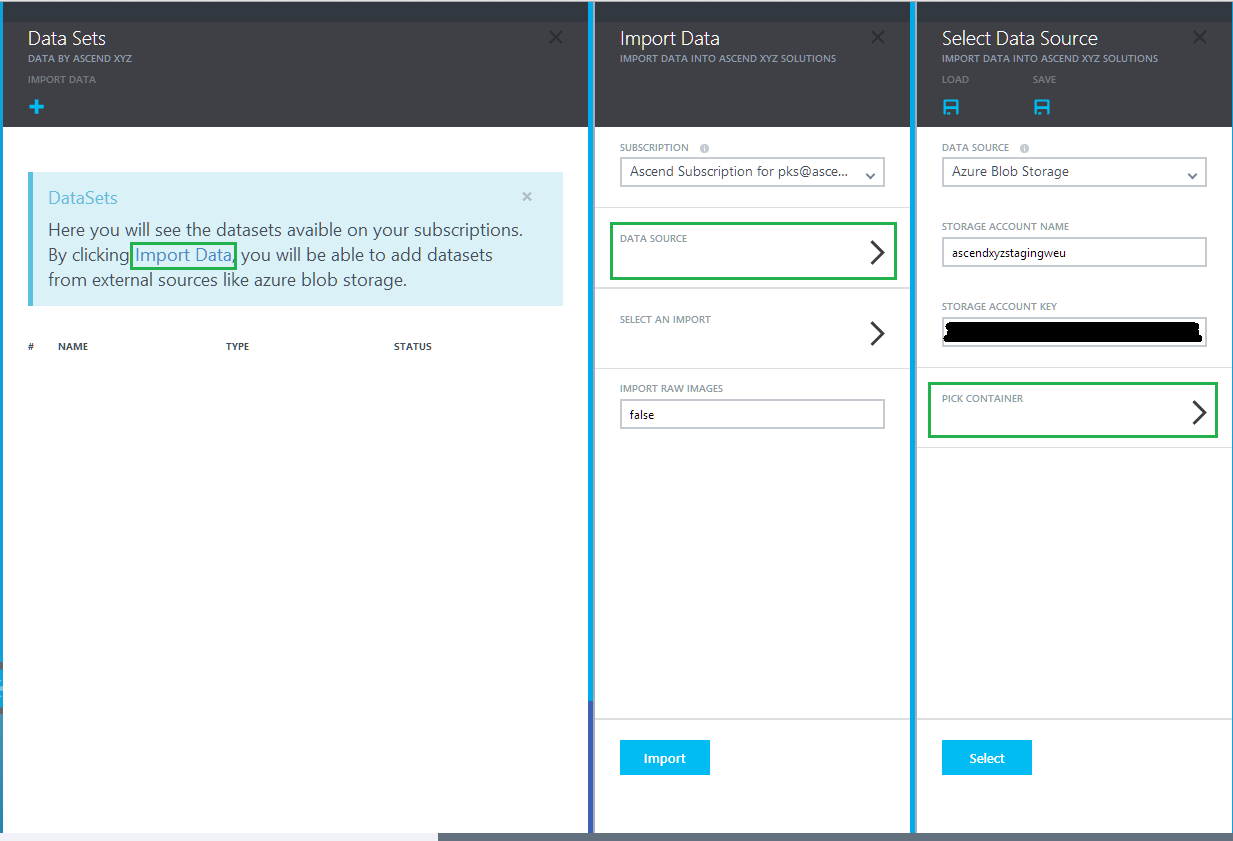 Data Sets
DATA BY ASCEND XYZ
IMPORT DATA
DataSets
Here you will see the datasets avaible on your subscriptions.
By clicking Import Data, you will be able to add datasets
from external sources like azure blob storage.
# NAME TYPE STATUS
Import Data
IMPORT DATA INTO ASCEND XYZ SOLUTIONS
SUBSCRIPTION
Ascend Subscription for pks@asce...
DATA SOURCE
SELECT AN IMPORT
IMPORT RAW IMAGES
false
Import
Select Data Source
IMPORT DATA INTO ASCEND XYZ SOLUTIONS
LOAD SAVE
DATA SOURCE
Azure Blob Storage
STORAGE ACCOUNT NAME
ascendxyzstagingweu
STORAGE ACCOUNT KEY
PICK CONTAINER
Select